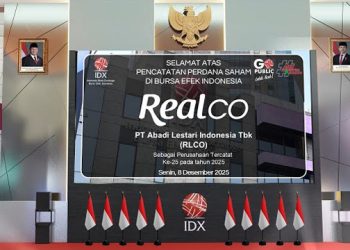 IDX
SELAMAT ATAS
PENCATATAN PERDANA SAHAM
DI BURSA EFEK INDONESIA
GO
PUBLIC
RealCo
PT Abadi Lestari Indonesia Tbk
(RLCO)
Sebagai Perusahaan Tercatat
Ke-25 pada tahun 2025
Senin, 8 Desember 2025
IDX